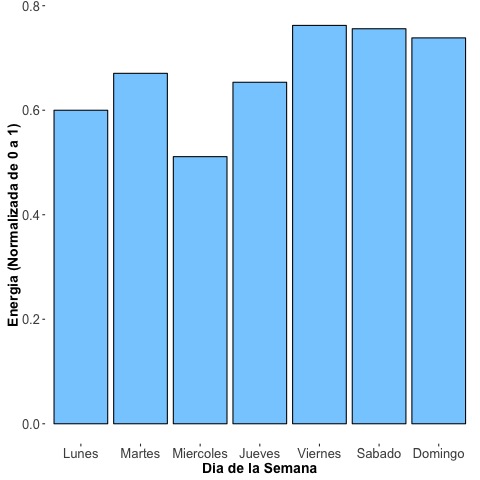 Energia (Normalizada de 0 a 1)
0.8
0.6
0.4
0.2
0.0
Lunes Martes Miercoles Jueves Viernes Sabado Domingo
Dia de la Semana